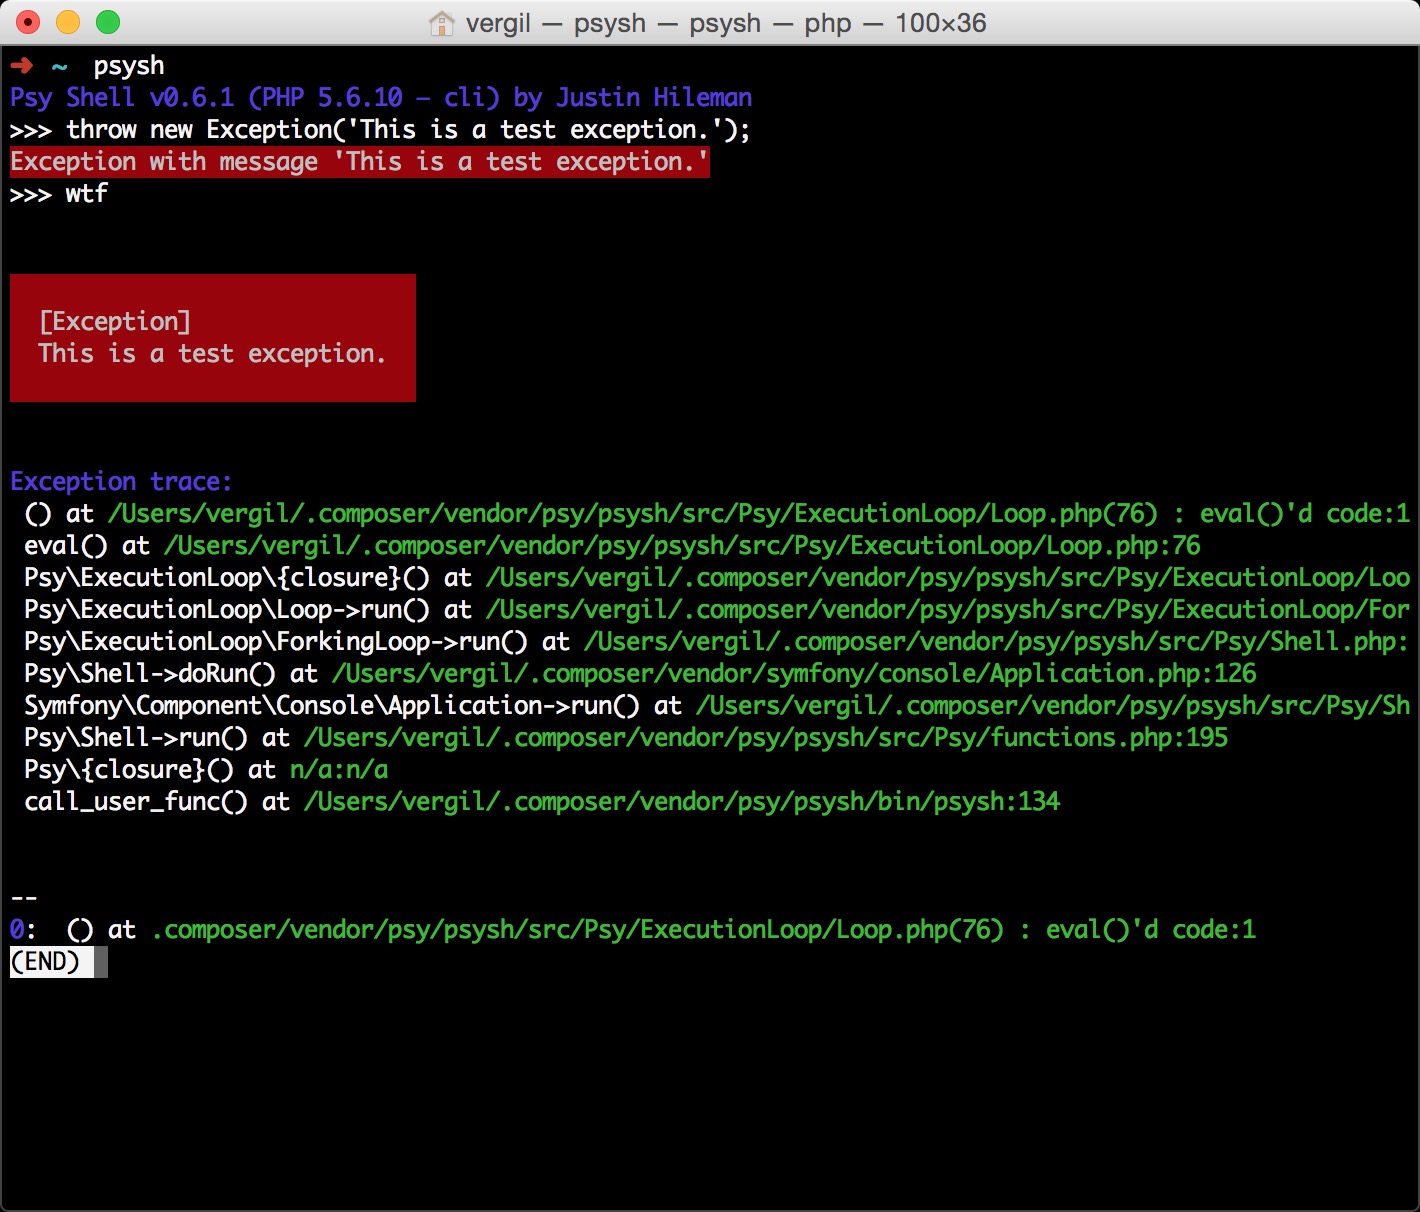 vergil — psysh — psysh — php — 100×36
➜ ~ psysh
Psy Shell v0.6.1 (PHP 5.6.10 — cli) by Justin Hileman
>>> throw new Exception('This is a test exception.');
Exception with message 'This is a test exception.'
>>> wtf
[Exception]
This is a test exception.
Exception trace:
() at /Users/vergil/.composer/vendor/psy/psysh/src/Psy/ExecutionLoop/Loop.php(76) : eval()'d code:1
eval() at /Users/vergil/.composer/vendor/psy/psysh/src/Psy/ExecutionLoop/Loop.php:76
Psy\ExecutionLoop\{closure}() at /Users/vergil/.composer/vendor/psy/psysh/src/Psy/ExecutionLoop/Loo
Psy\ExecutionLoop\Loop->run() at /Users/vergil/.composer/vendor/psy/psysh/src/Psy/ExecutionLoop/For
Psy\ExecutionLoop\ForkingLoop->run() at /Users/vergil/.composer/vendor/psy/psysh/src/Psy/Shell.php:
Psy\Shell->doRun() at /Users/vergil/.composer/vendor/symfony/console/Application.php:126
Symfony\Component\Console\Application->run() at /Users/vergil/.composer/vendor/psy/psysh/src/Psy/Sh
Psy\Shell->run() at /Users/vergil/.composer/vendor/psy/psysh/src/Psy/functions.php:195
Psy\{closure}() at n/a:n/a
call_user_func() at /Users/vergil/.composer/vendor/psy/psysh/bin/psysh:134
--
0:  () at .composer/vendor/psy/psysh/src/Psy/ExecutionLoop/Loop.php(76) : eval()'d code:1
(END)